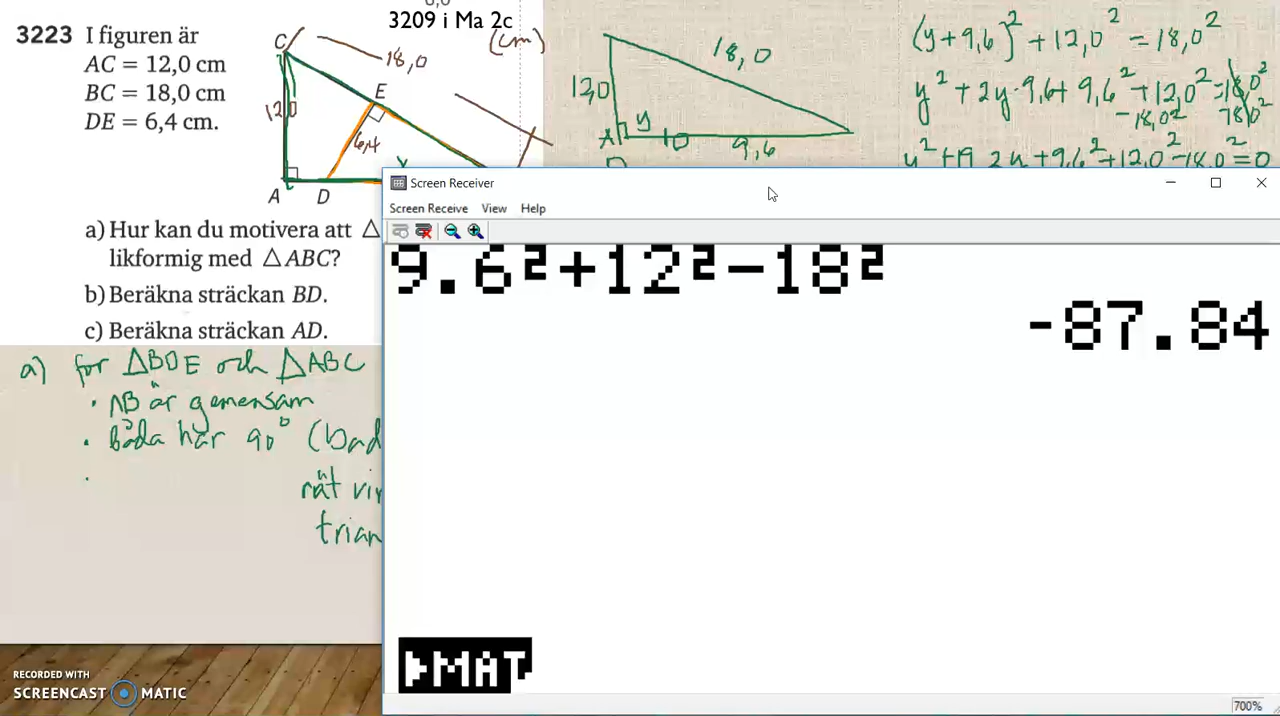 3209 i Ma 2c
3223 I figuren är
AC = 12,0 cm
BC = 18,0 cm
DE = 6,4 cm.
C
18,0
(cm)
E
12,0
6,4
A
D
12,0
18,0
A
y
10
9,6
(y+9,6)² + 12,0² = 18,0²
y² + 2y·9,6 + 9,6² + 12,0² = 18,0²
-18,0²
a) Hur kan du motivera att △
likformig med △ABC?
b) Beräkna sträckan BD.
c) Beräkna sträckan AD.
a) för △BDE och △ABC
• ∧B är gemensam
• båda har 90° (båd
rät vin
trian
Screen Receiver
Screen Receive View Help
9.6²+12²-18²
-87.84
▶MAT
700%
RECORDED WITH
SCREENCAST MATIC